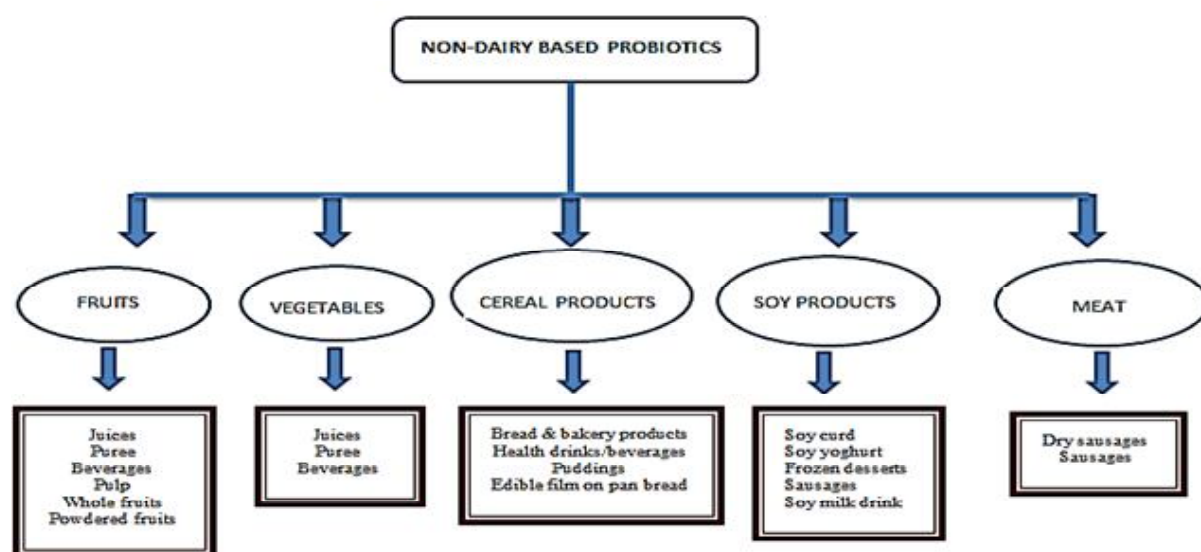 NON-DAIRY BASED PROBIOTICS
FRUITS
VEGETABLES
CEREAL PRODUCTS
SOY PRODUCTS
MEAT
Juices
Puree
Beverages
Pulp
Whole fruits
Powdered fruits
Juices
Puree
Beverages
Bread & bakery products
Health drinks/beverages
Puddings
Edible film on pan bread
Soy curd
Soy yoghurt
Frozen desserts
Sausages
Soy milk drink
Dry sausages
Sausages